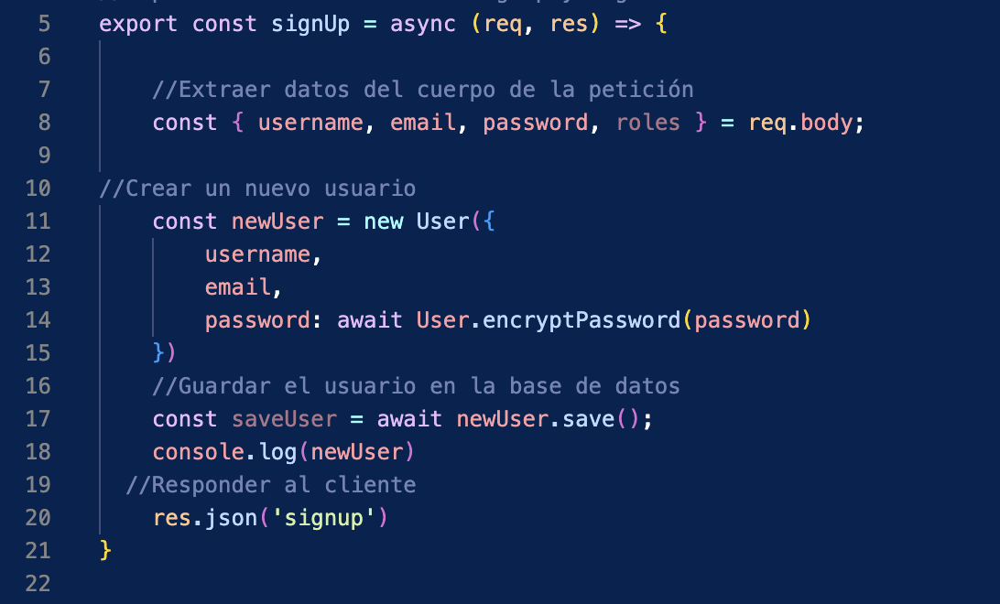 5 export const signUp = async (req, res) => {
6
7 //Extraer datos del cuerpo de la petición
8 const { username, email, password, roles } = req.body;
9
10 //Crear un nuevo usuario
11 const newUser = new User({
12 username,
13 email,
14 password: await User.encryptPassword(password)
15 })
16 //Guardar el usuario en la base de datos
17 const saveUser = await newUser.save();
18 console.log(newUser)
19 //Responder al cliente
20 res.json('signup')
21 }
22